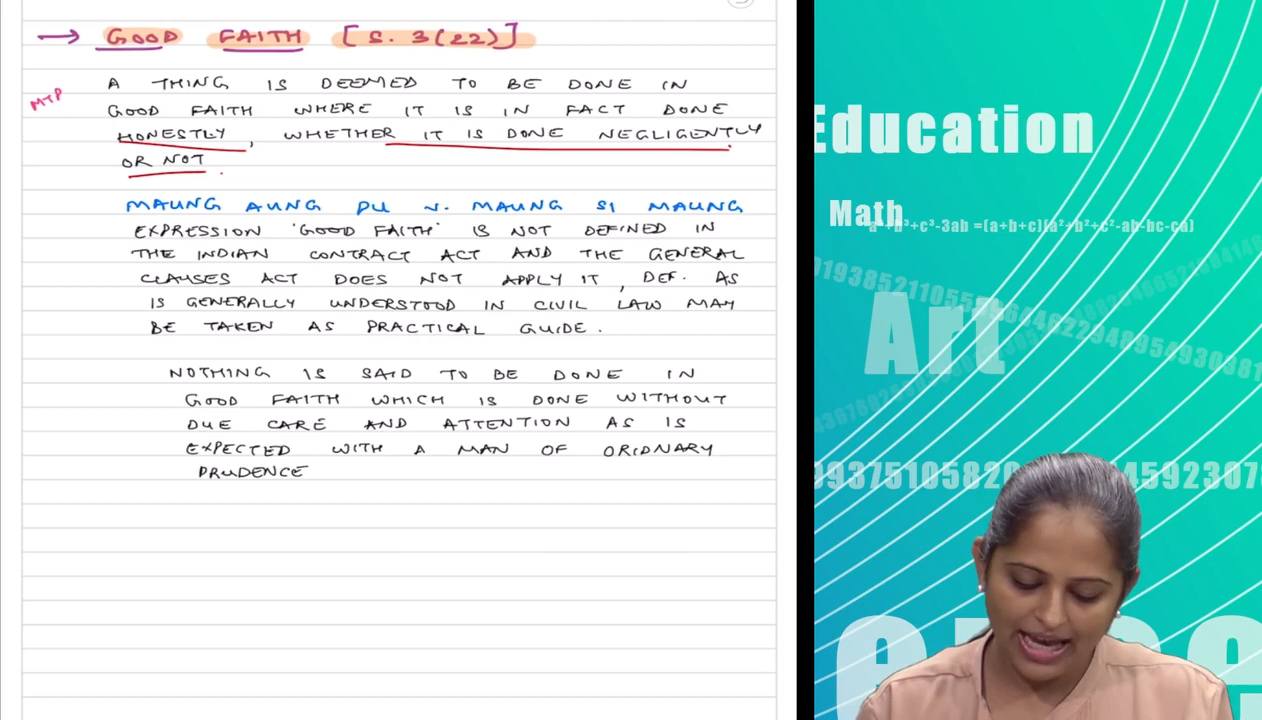 → GOOD FAITH [S. 3(22)]
MTP
A THING IS DEEMED TO BE DONE IN
GOOD FAITH WHERE IT IS IN FACT DONE
HONESTLY, WHETHER IT IS DONE NEGLIGENTLY
OR NOT.
MAUNG AUNG PU v. MAUNG SI MAUNG
EXPRESSION 'GOOD FAITH' IS NOT DEFINED IN
THE INDIAN CONTRACT ACT AND THE GENERAL
CLAUSES ACT DOES NOT APPLY IT, DEF. AS
IS GENERALLY UNDERSTOOD IN CIVIL LAW MAY
BE TAKEN AS PRACTICAL GUIDE.
NOTHING IS SAID TO BE DONE IN
GOOD FAITH WHICH IS DONE WITHOUT
DUE CARE AND ATTENTION AS IS
EXPECTED WITH A MAN OF ORIDNARY
PRUDENCE
Education
Math
Art